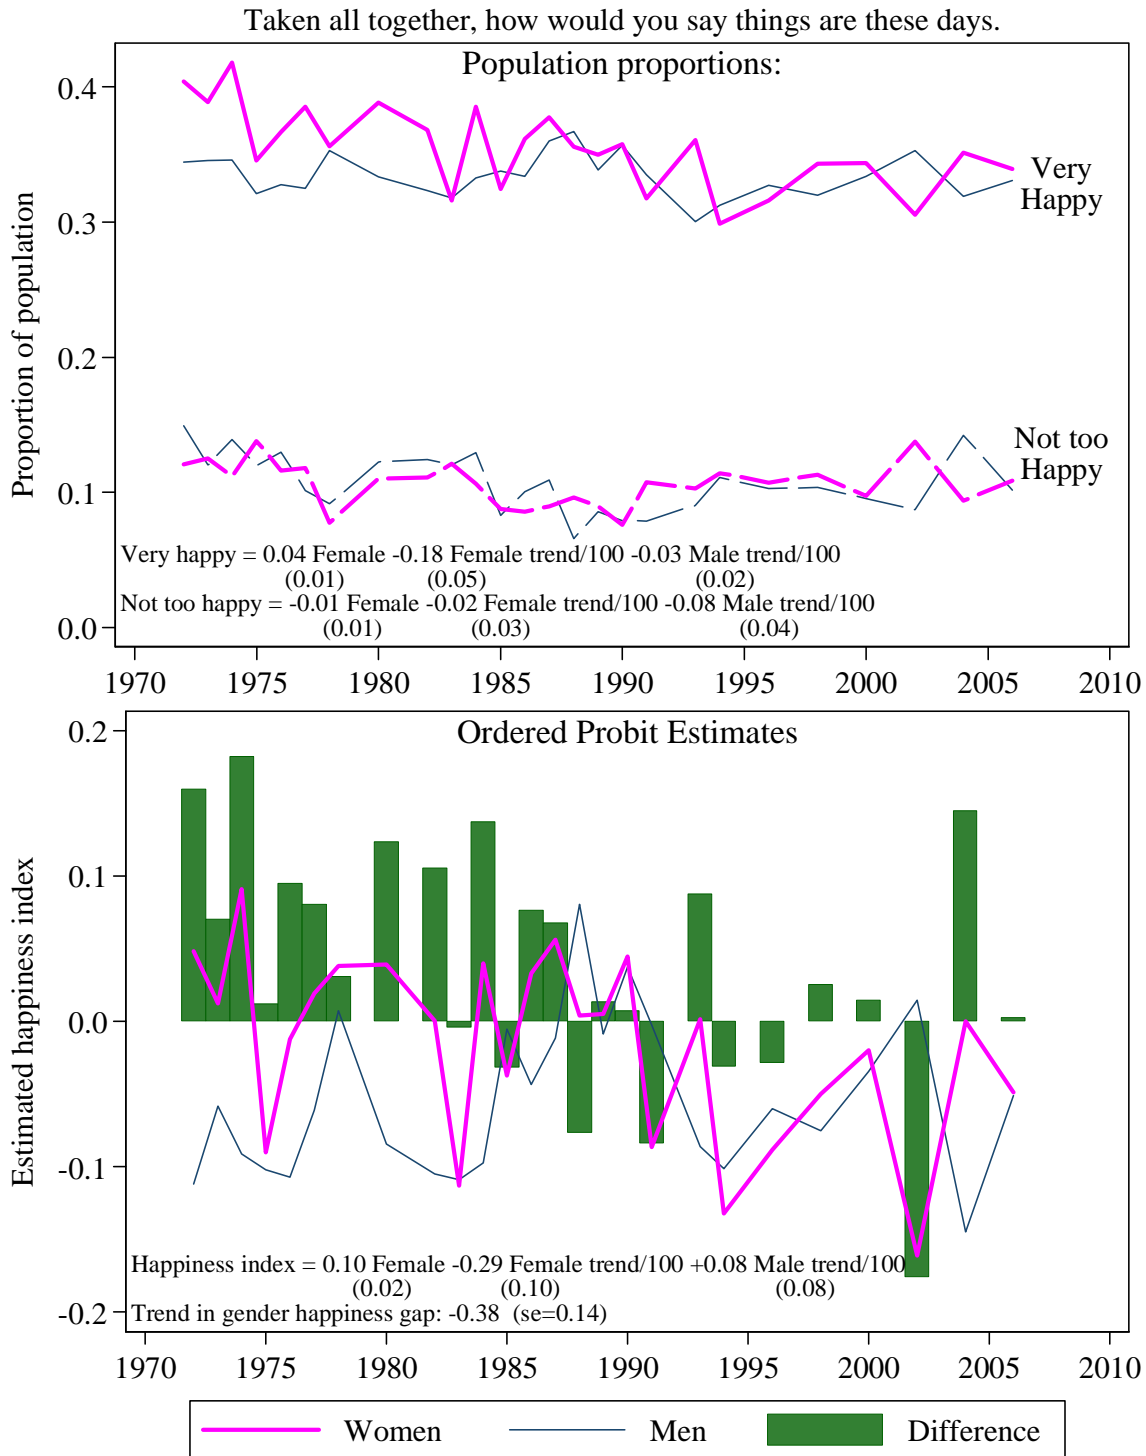 Taken all together, how would you say things are these days.
Population proportions:
0.4
0.3
0.2
0.1
0.0
Proportion of population
Very
Happy
Not too
Happy
Very happy = 0.04 Female -0.18 Female trend/100 -0.03 Male trend/100
(0.01) (0.05) (0.02)
Not too happy = -0.01 Female -0.02 Female trend/100 -0.08 Male trend/100
(0.01) (0.03) (0.04)
1970 1975 1980 1985 1990 1995 2000 2005 2010
Ordered Probit Estimates
0.2
0.1
0.0
-0.1
-0.2
Estimated happiness index
Happiness index = 0.10 Female -0.29 Female trend/100 +0.08 Male trend/100
(0.02) (0.10) (0.08)
Trend in gender happiness gap: -0.38 (se=0.14)
1970 1975 1980 1985 1990 1995 2000 2005 2010
Women Men Difference